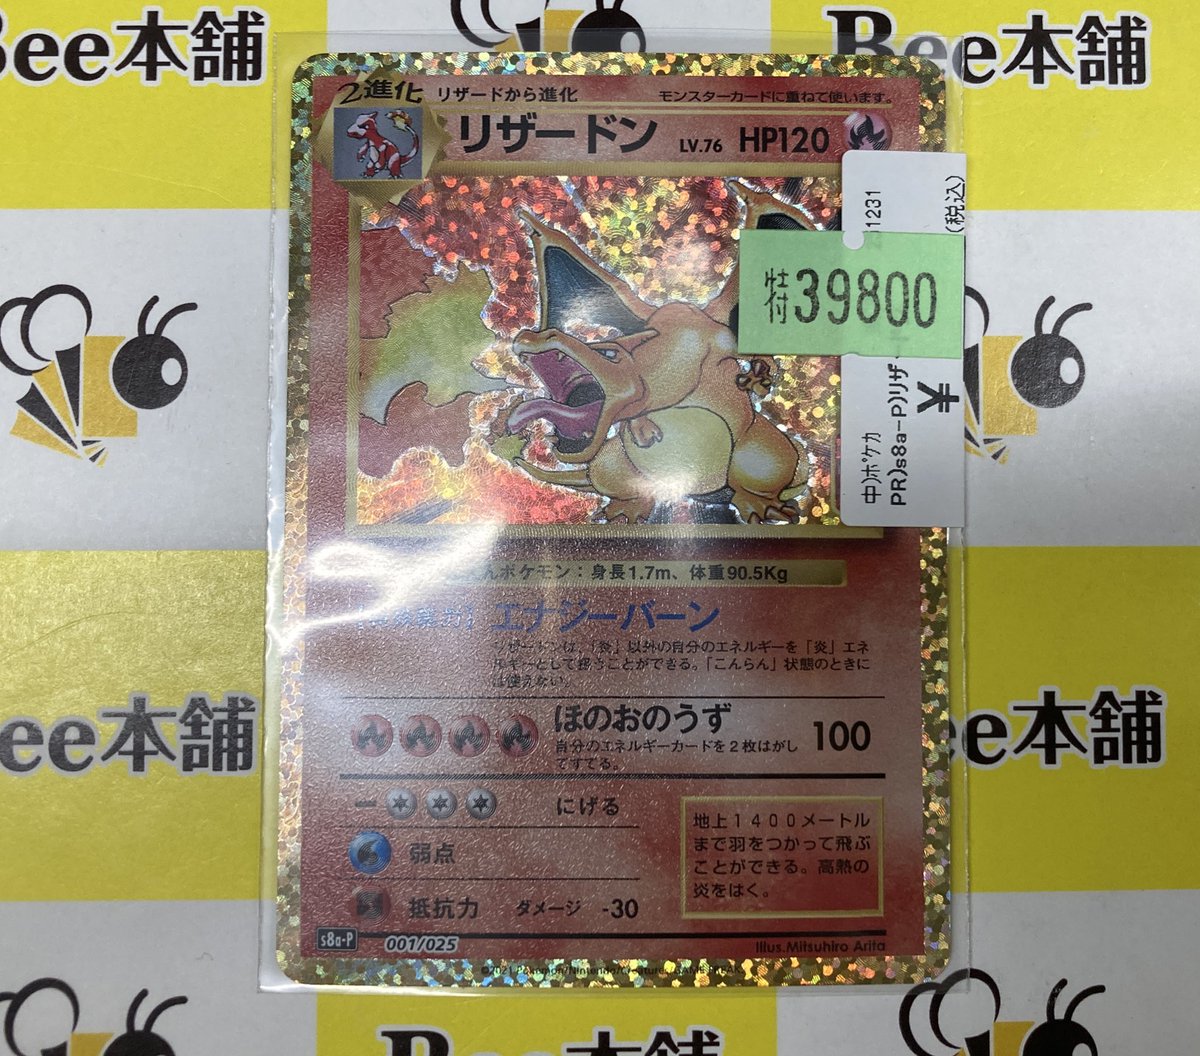 Bee本舗
2進化
リザードから進化
モンスターカードに重ねて使います。
リザードン
LV.76 HP120
1231
(税込)
特付39800
¥
中)ポケカ
PR)s8a-P)リザ
んポケモン：身長1.7m、体重90.5Kg
エナジーバーン
リザードンは、「炎」以外の自分のエネルギーを「炎」エネ
ルギーとして扱うことができる。「こんらん」状態のときに
は使えない。
ほのおのうず
100
自分のエネルギーカードを２枚はがし
てすてる。
にげる
弱点
抵抗力 ダメージ -30
地上1400メートル
まで羽をつかって飛ぶ
ことができる。高熱の
炎をはく。
s8a-P 001/025
Illus.Mitsuhiro Arita
ee本舗
ee本舗
Bee本舗